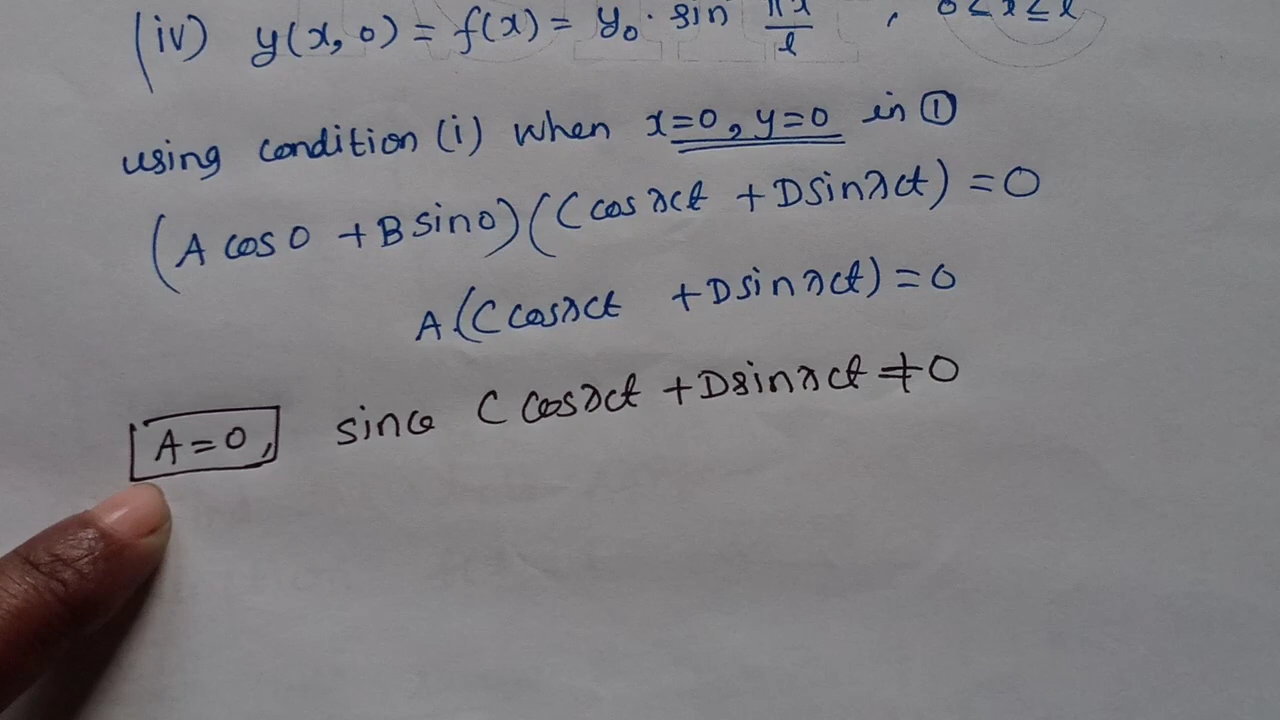 (iv) y(x,0) = f(x) = y₀ · sin πx/l , 0≤x≤l
using condition (i) when x=0, y=0 in ①
(A cos 0 + B sin 0)(C cos λct + D sin λct) = 0
A(C cos λct + D sin λct) = 0
A = 0, since C cos λct + D sin λct ≠ 0